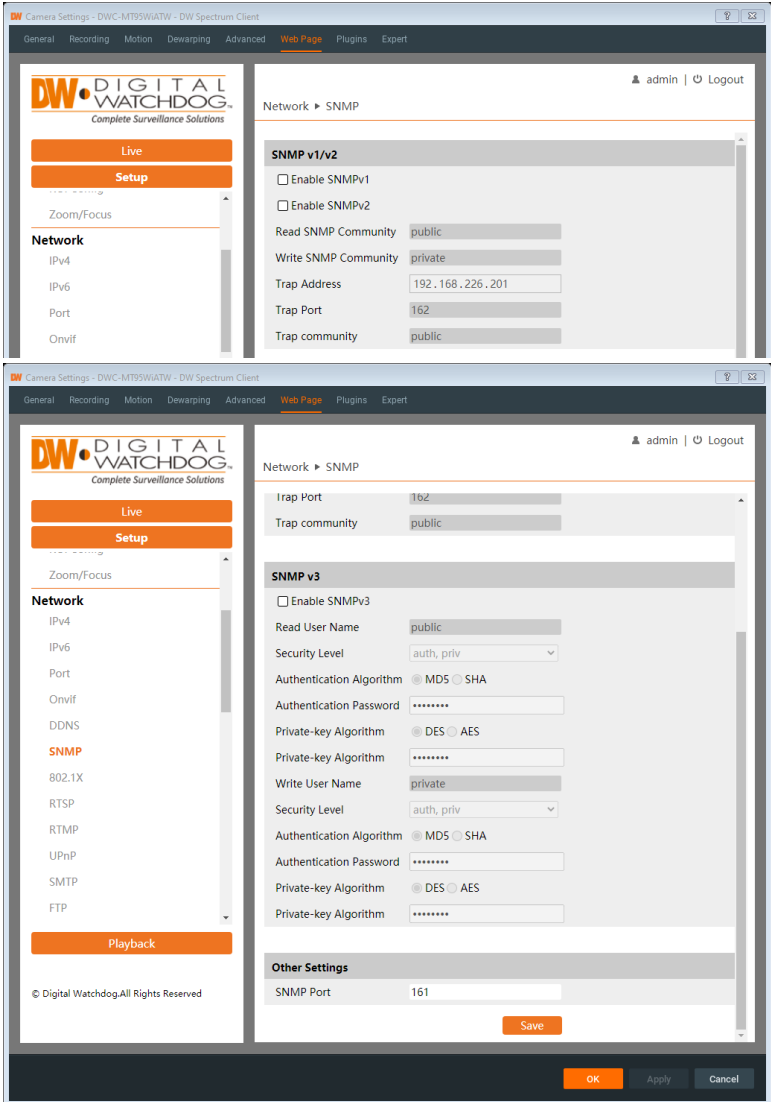 DW Camera Settings - DWC-MT95WiATW - DW Spectrum Client
General Recording Motion Dewarping Advanced Web Page Plugins Expert
DW DIGITAL WATCHDOG
Complete Surveillance Solutions
Live
Setup
Zoom/Focus
Network
IPv4
IPv6
Port
Onvif
admin | Logout
Network ▸ SNMP
SNMP v1/v2
Enable SNMPv1
Enable SNMPv2
Read SNMP Community public
Write SNMP Community private
Trap Address 192.168.226.201
Trap Port 162
Trap community public
DW Camera Settings - DWC-MT95WiATW - DW Spectrum Client
General Recording Motion Dewarping Advanced Web Page Plugins Expert
DW DIGITAL WATCHDOG
Complete Surveillance Solutions
Live
Setup
Zoom/Focus
Network
IPv4
IPv6
Port
Onvif
DDNS
SNMP
802.1X
RTSP
RTMP
UPnP
SMTP
FTP
Playback
© Digital Watchdog.All Rights Reserved
admin | Logout
Network ▸ SNMP
Trap Port 162
Trap community public
SNMP v3
Enable SNMPv3
Read User Name public
Security Level auth, priv
Authentication Algorithm MD5 SHA
Authentication Password ••••••••
Private-key Algorithm DES AES
Private-key Algorithm ••••••••
Write User Name private
Security Level auth, priv
Authentication Algorithm MD5 SHA
Authentication Password ••••••••
Private-key Algorithm DES AES
Private-key Algorithm ••••••••
Other Settings
SNMP Port 161
Save
OK Apply Cancel